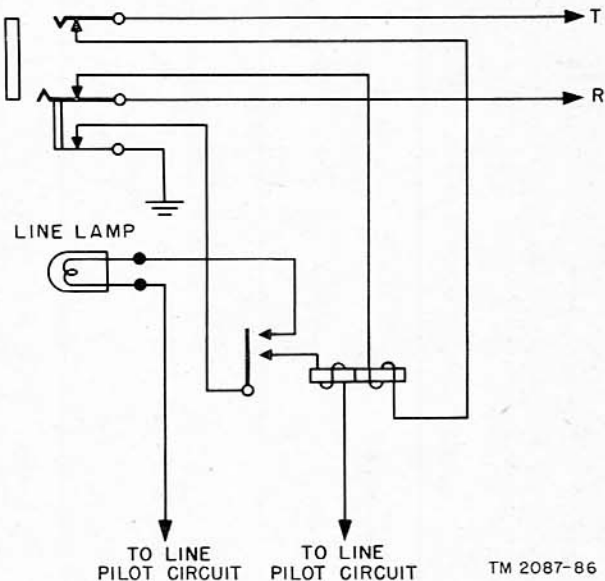 T
R
LINE LAMP
TO LINE
PILOT CIRCUIT
TO LINE
PILOT CIRCUIT
TM 2087-86